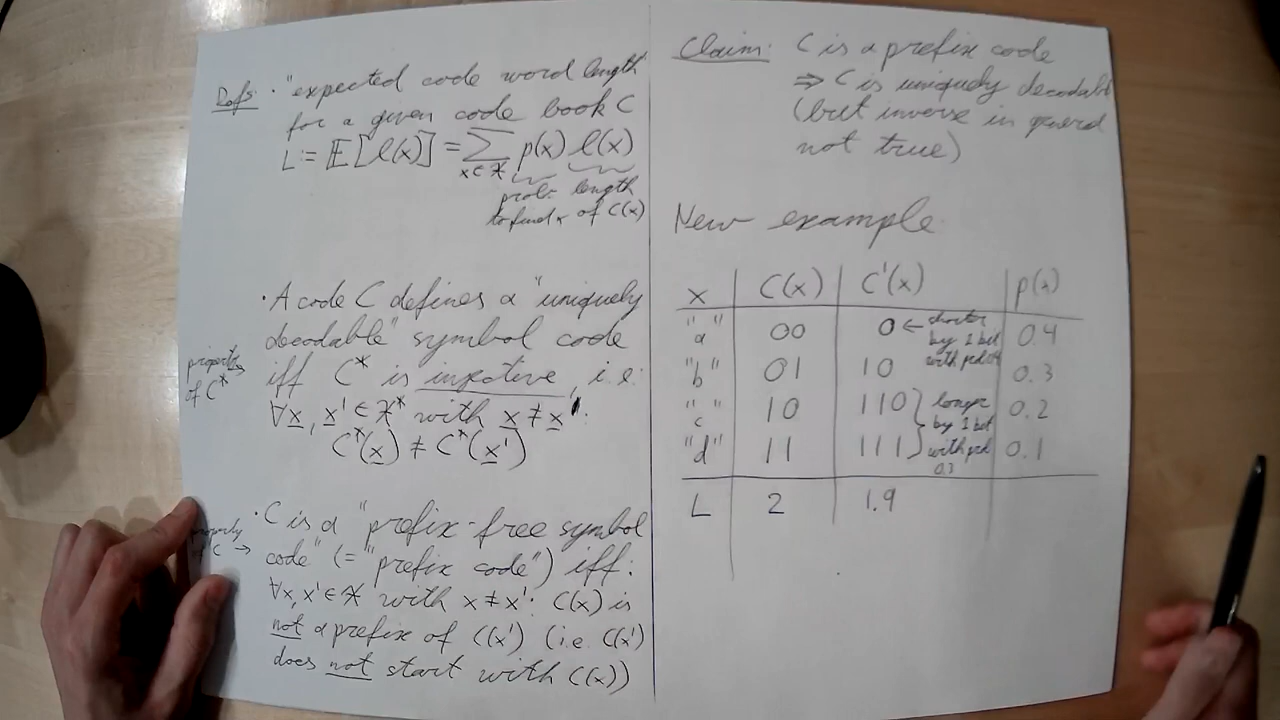 Defs: · "expected code word length
for a given code book C
L := E[l(x)] = ∑ p(x) l(x)
x∈𝒳
prob. length
to find x of C(x)
· A code C defines a "uniquely
decodable" symbol code
iff C* is injective, i.e.
∀x, x' ∈ 𝒳* with x ≠ x':
C*(x) ≠ C*(x')
property
of C*
· C is a "prefix-free symbol
code" (= "prefix code") iff:
∀x, x' ∈ 𝒳 with x ≠ x': C(x) is
not a prefix of C(x') (i.e. C(x')
does not start with C(x))
property
of C →
Claim: C is a prefix code
⇒ C is uniquely decodable
(but inverse in general
not true)
New example
x C(x) C'(x) p(x)
"a" 00 0 ← shorter by 1 bit with prob 0.4
"b" 01 10 0.3
"c" 10 110 0.2
"d" 11 111 0.1
longer
by 1 bit
with prob
0.3
L 2 1.9